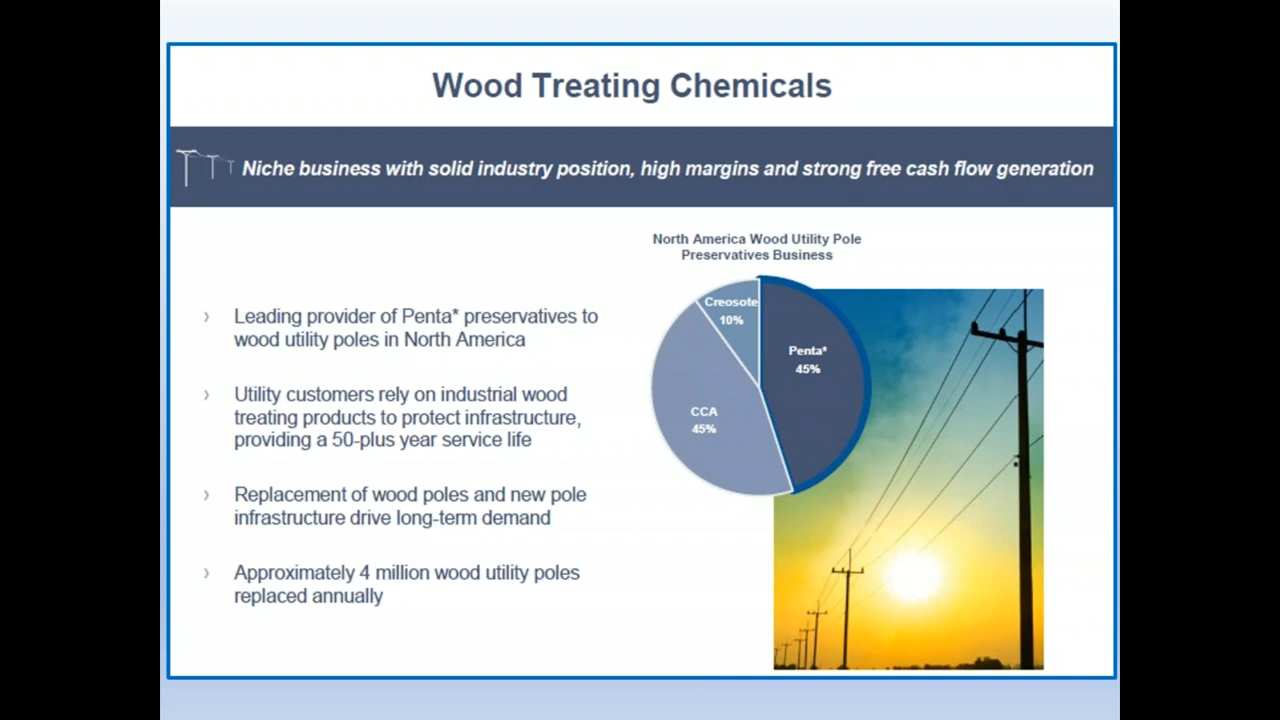 Wood Treating Chemicals
Niche business with solid industry position, high margins and strong free cash flow generation
› Leading provider of Penta* preservatives to
wood utility poles in North America
› Utility customers rely on industrial wood
treating products to protect infrastructure,
providing a 50-plus year service life
› Replacement of wood poles and new pole
infrastructure drive long-term demand
› Approximately 4 million wood utility poles
replaced annually
North America Wood Utility Pole
Preservatives Business
Creosote
10%
Penta*
45%
CCA
45%